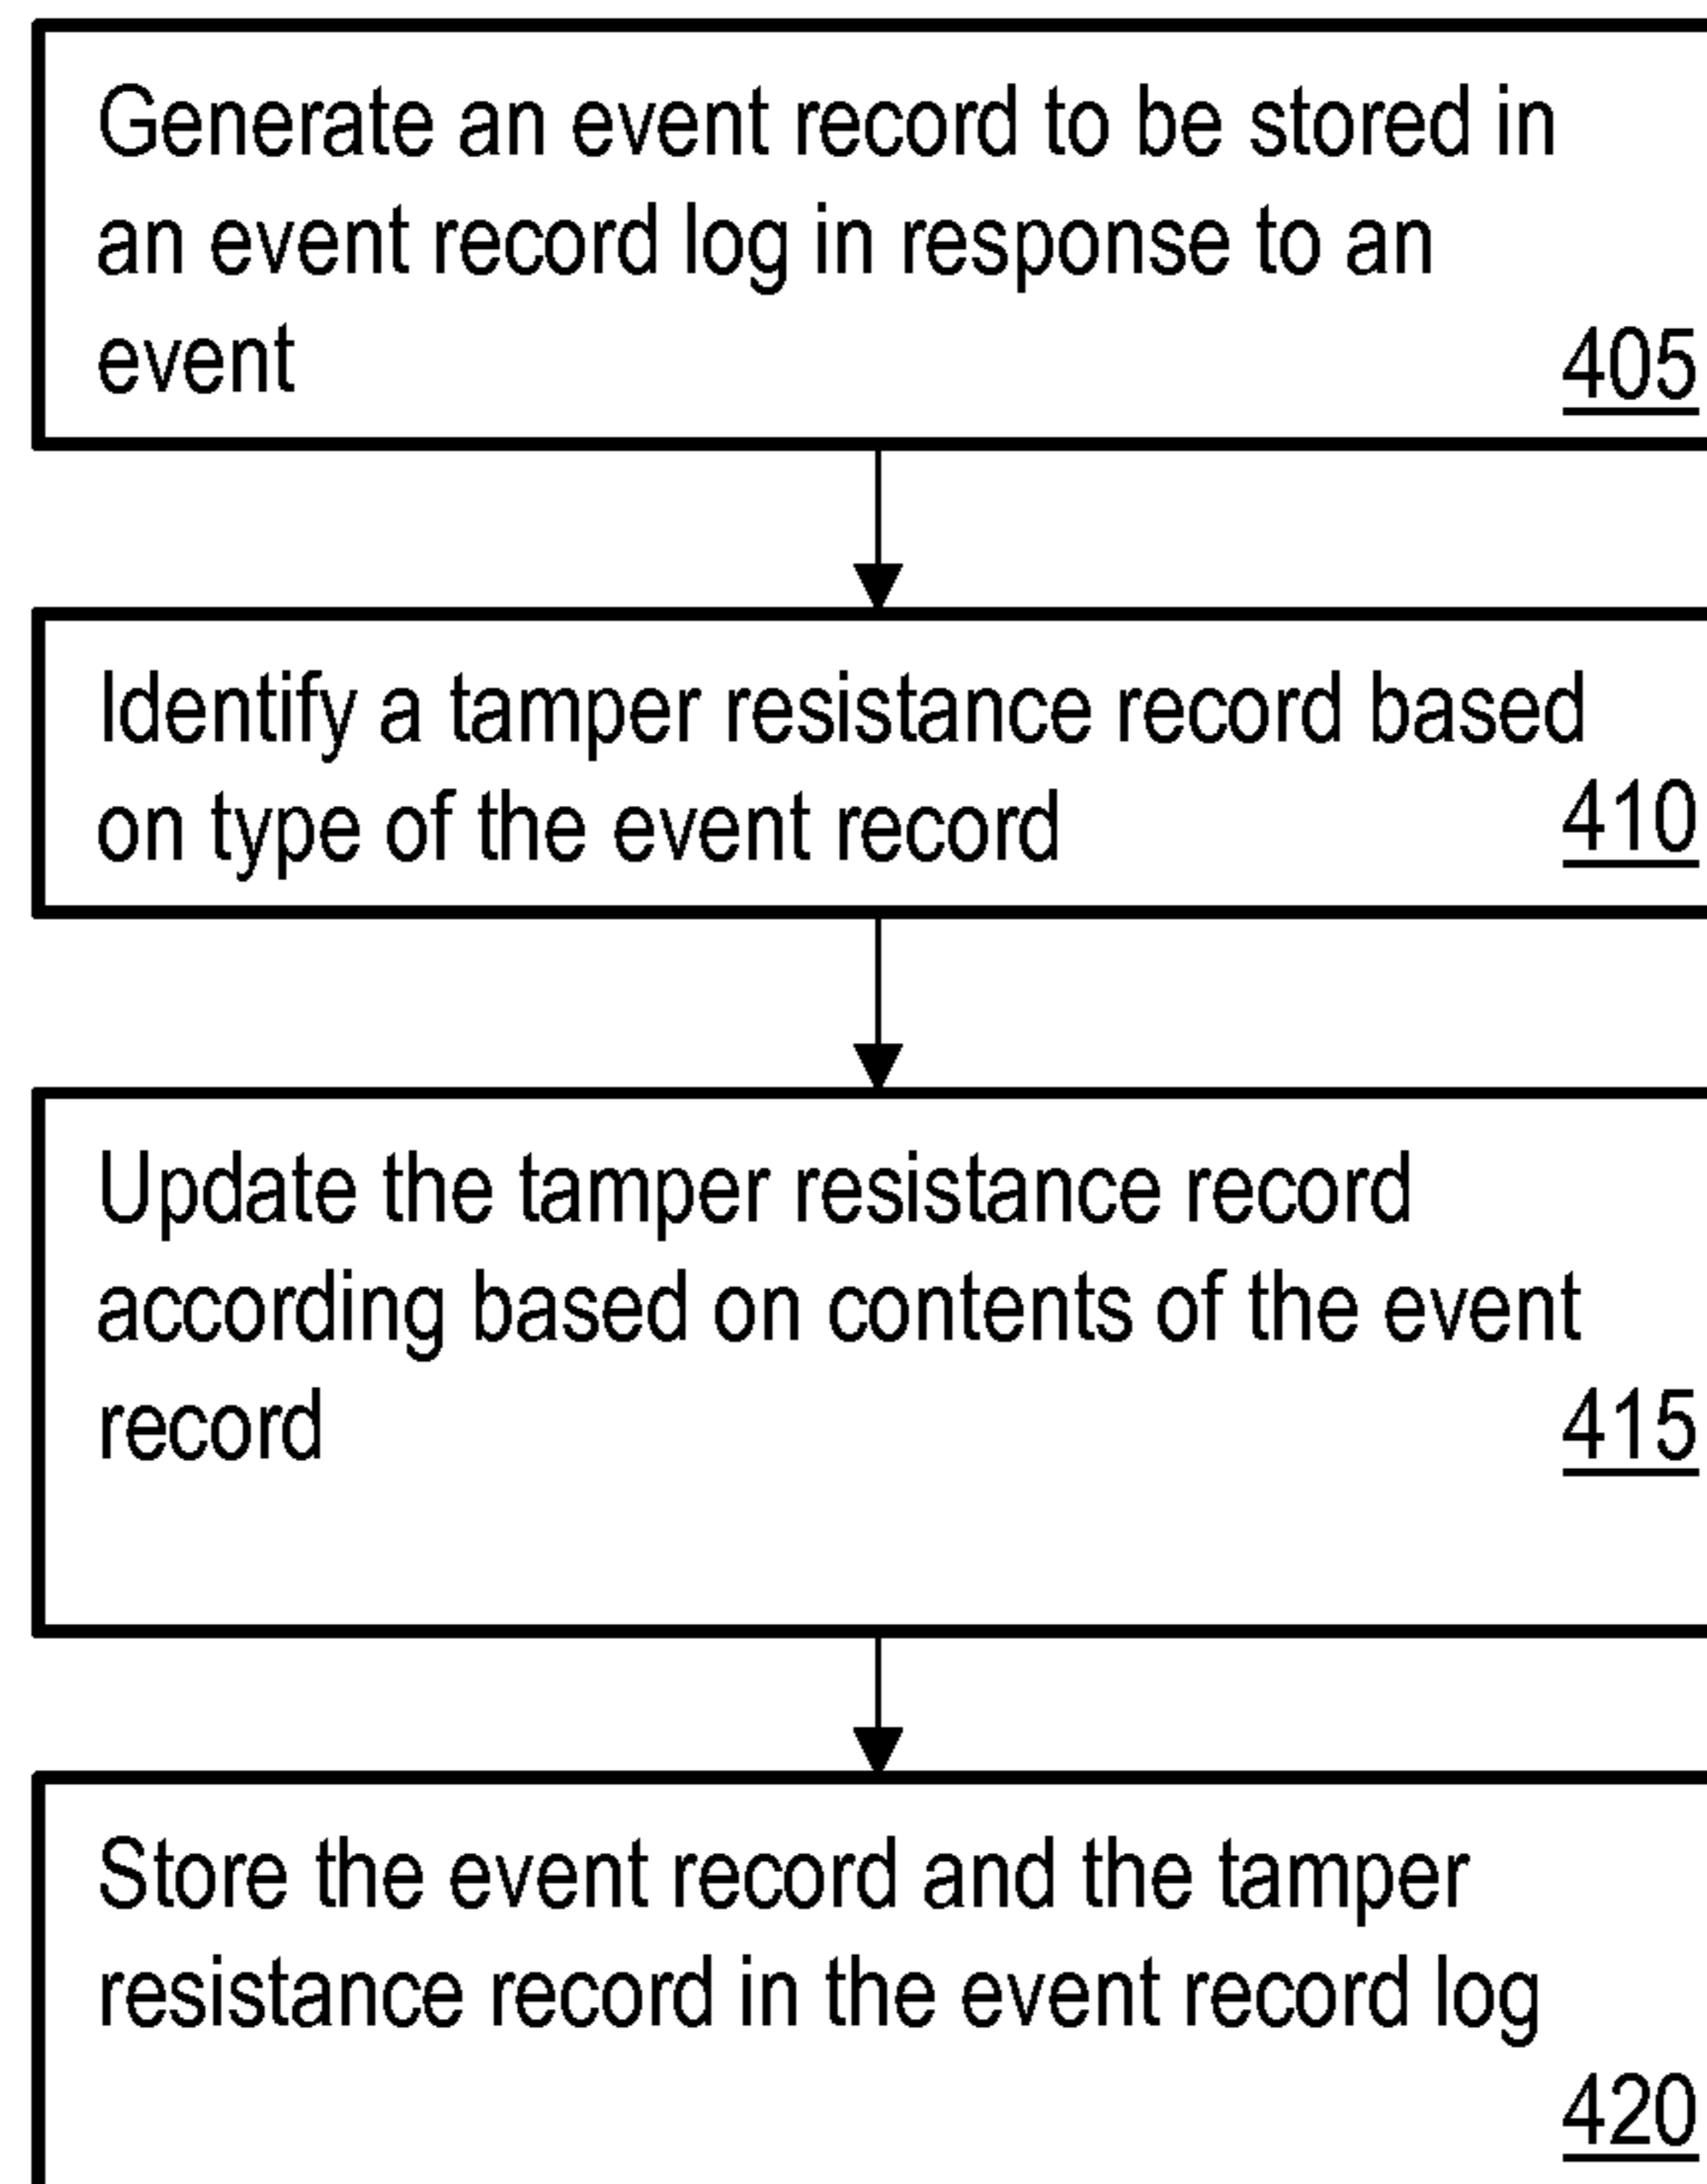 Generate an event record to be stored in
an event record log in response to an
event 405
Identify a tamper resistance record based
on type of the event record 410
Update the tamper resistance record
according based on contents of the event
record 415
Store the event record and the tamper
resistance record in the event record log
420